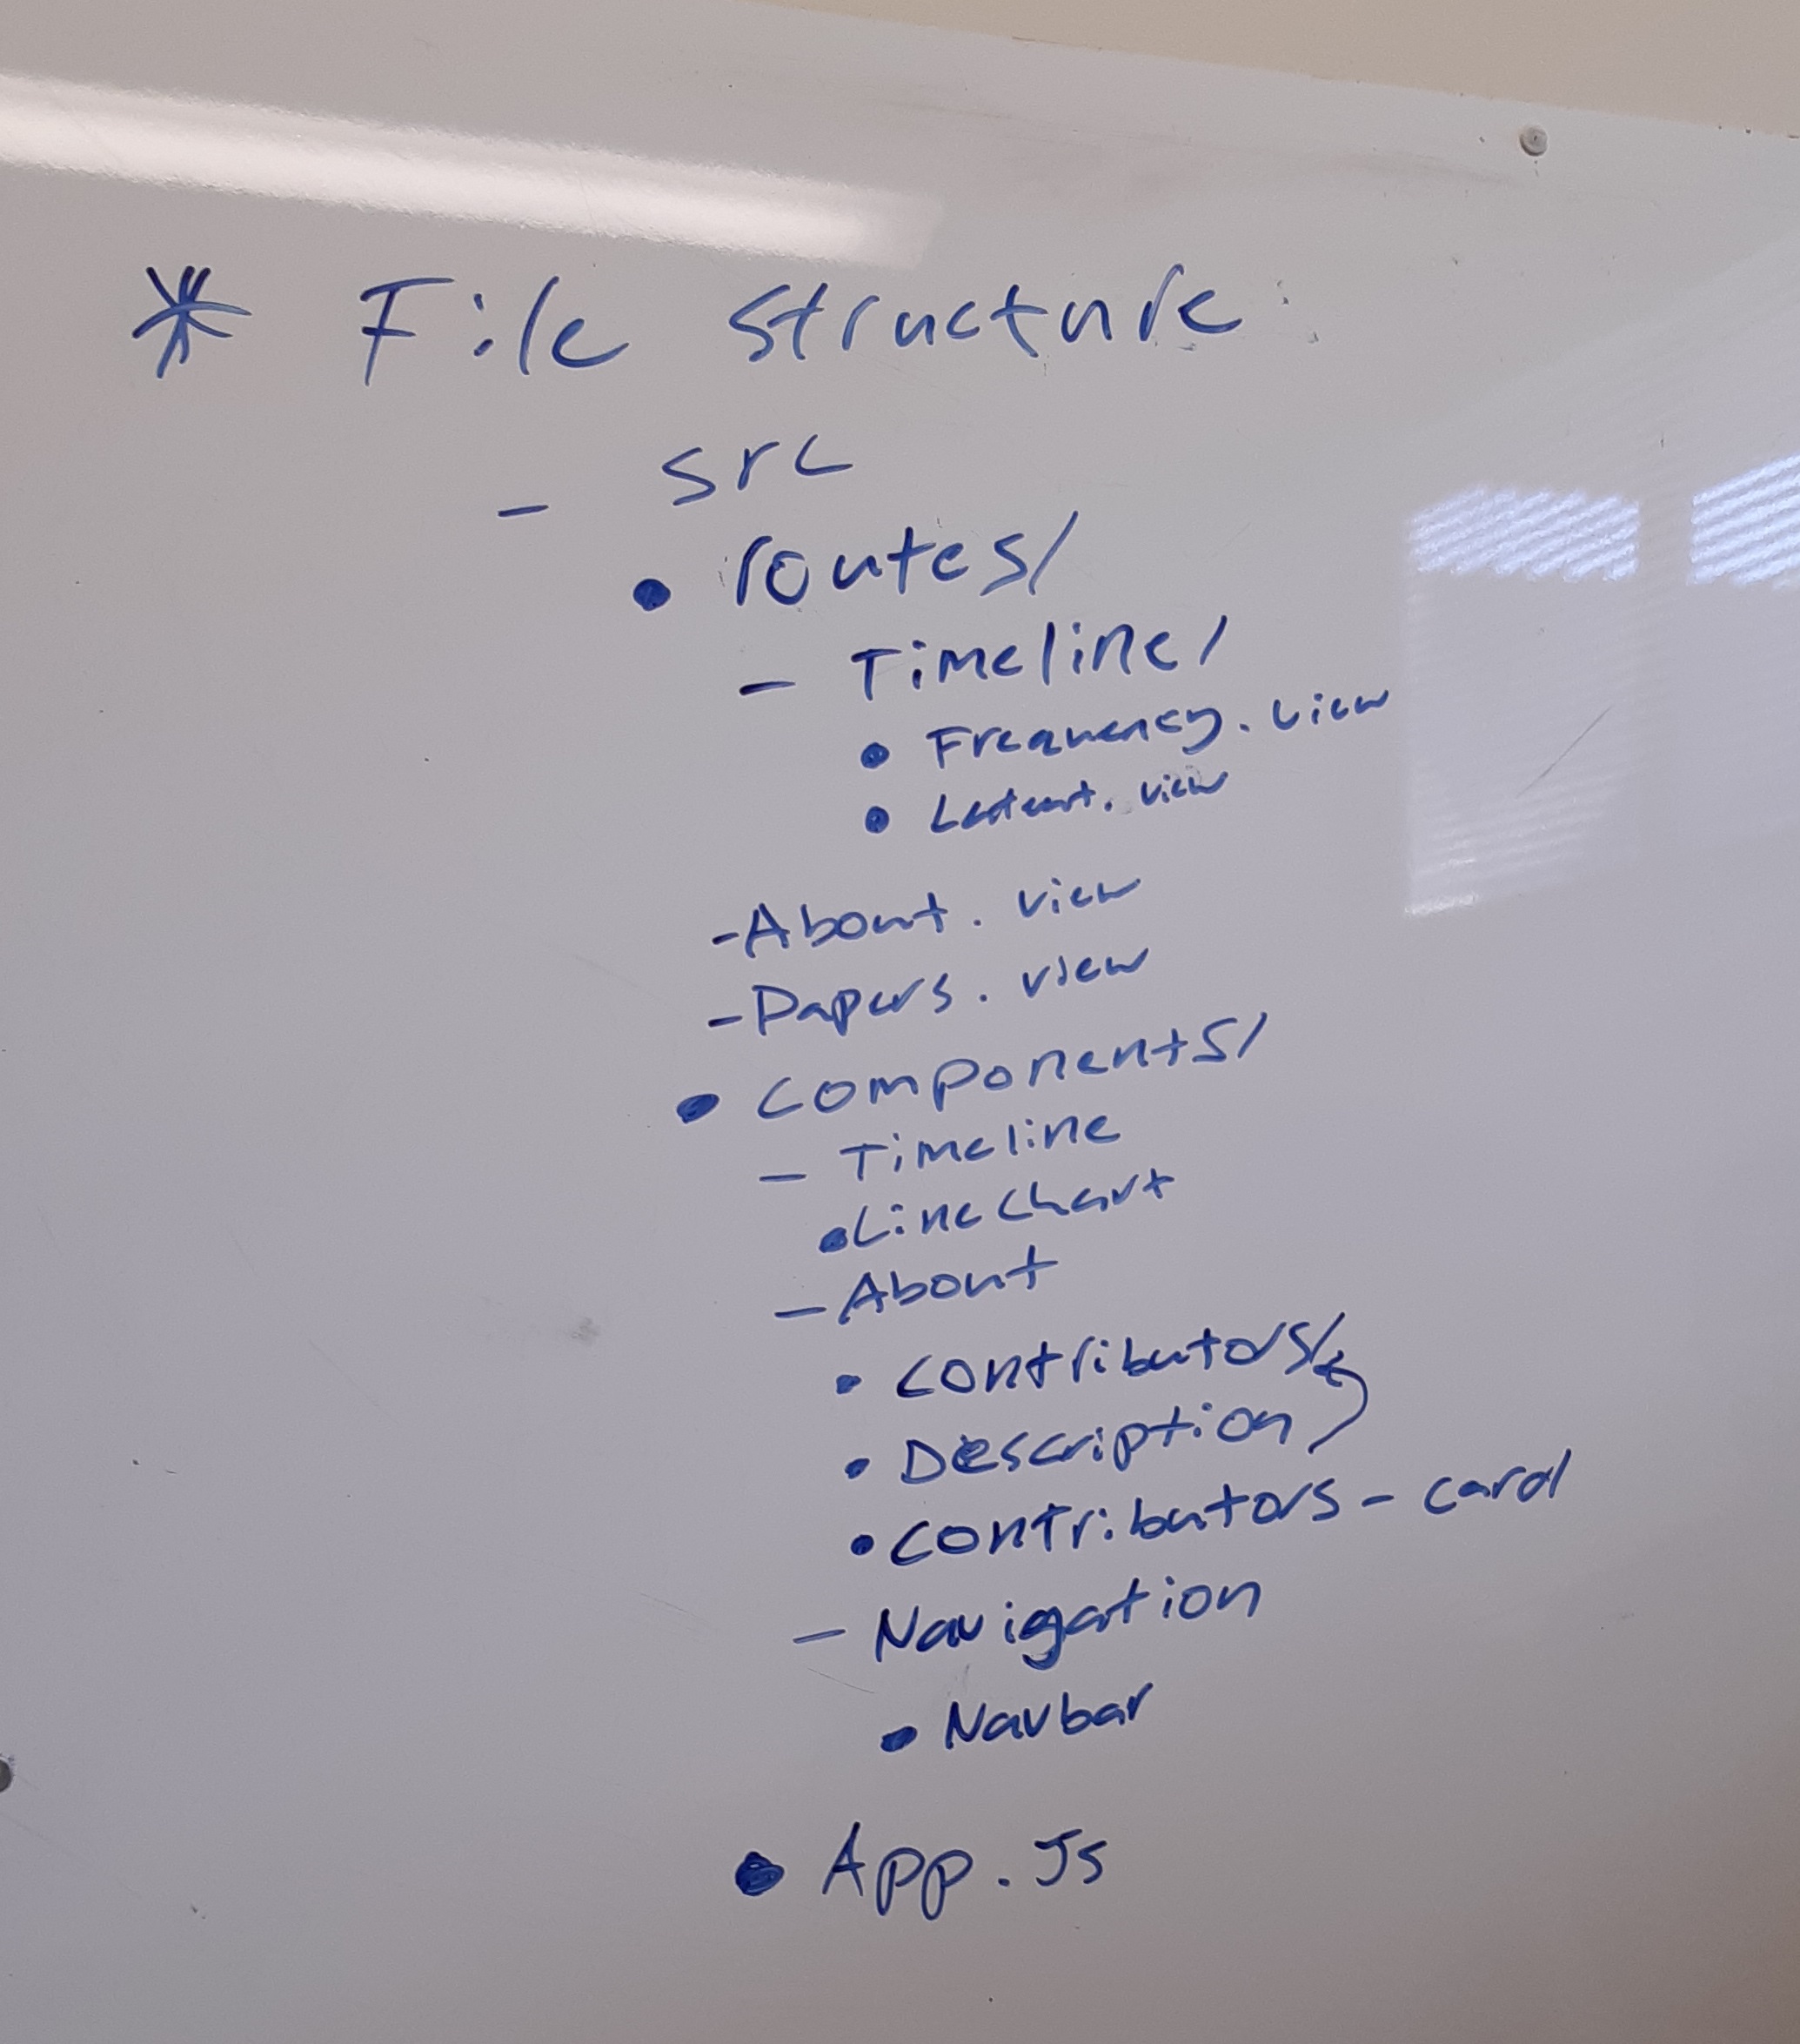 * File structure:
- src
• routes/
- Timeline/
• Frequency.view
• .view
- About.view
- Papers.view
• components/
- Timeline
• Linechart
- About
• contributors/
• Description
• contributors-card
- Navigation
• Navbar
• App.Js